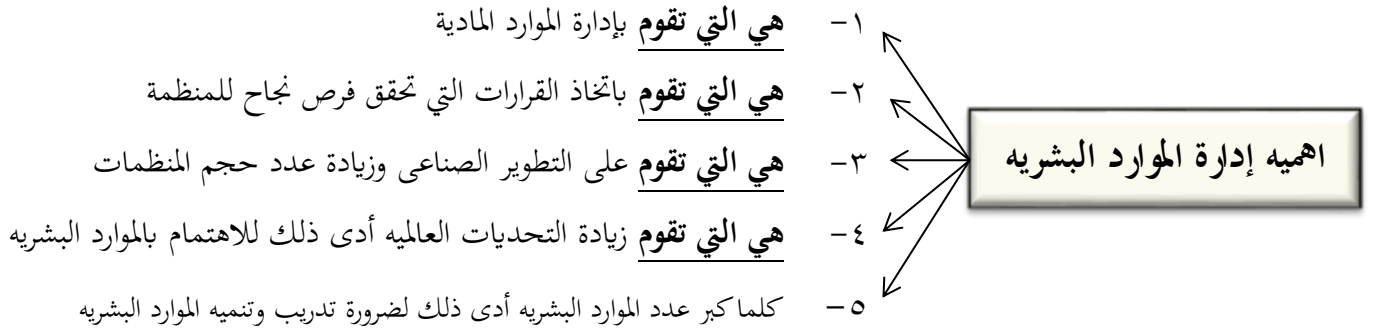 اهميه إدارة الموارد البشريه
١- هي التي تقوم بإدارة الموارد المادية
٢- هي التي تقوم باتخاذ القرارات التي تحقق فرص نجاح للمنظمة
٣- هي التي تقوم على التطوير الصناعى وزيادة عدد حجم المنظمات
٤- هي التي تقوم زيادة التحديات العالميه أدى ذلك للاهتمام بالموارد البشريه
٥- كلما كبر عدد الموارد البشريه أدى ذلك لضرورة تدريب وتنميه الموارد البشريه